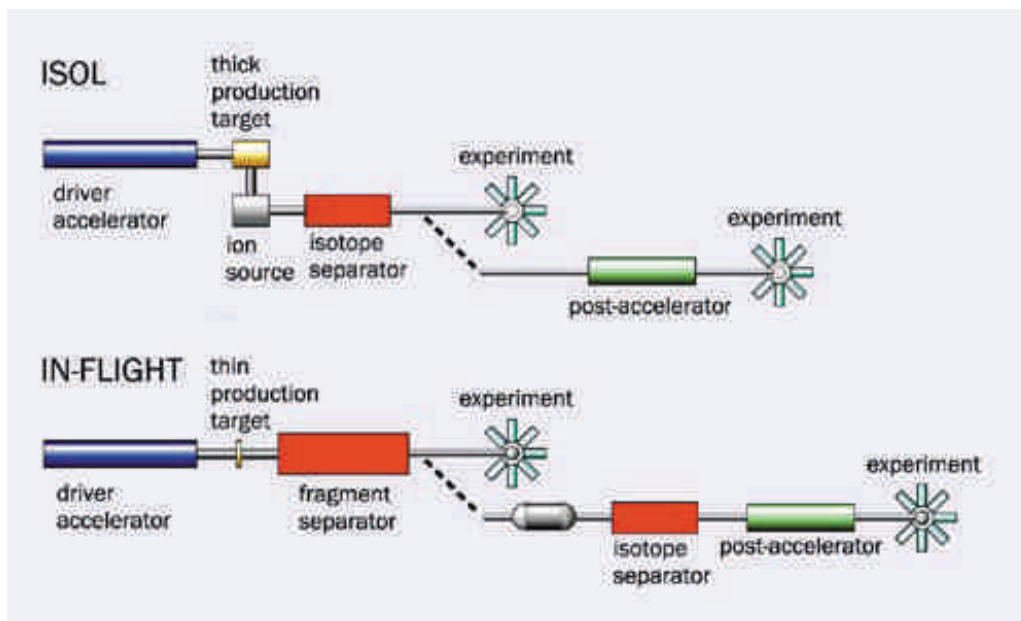 ISOL
thick
production
target
driver
accelerator
ion
source
isotope
separator
experiment
post-accelerator
experiment
IN-FLIGHT
thin
production
target
driver
accelerator
fragment
separator
experiment
isotope
separator
post-accelerator
experiment